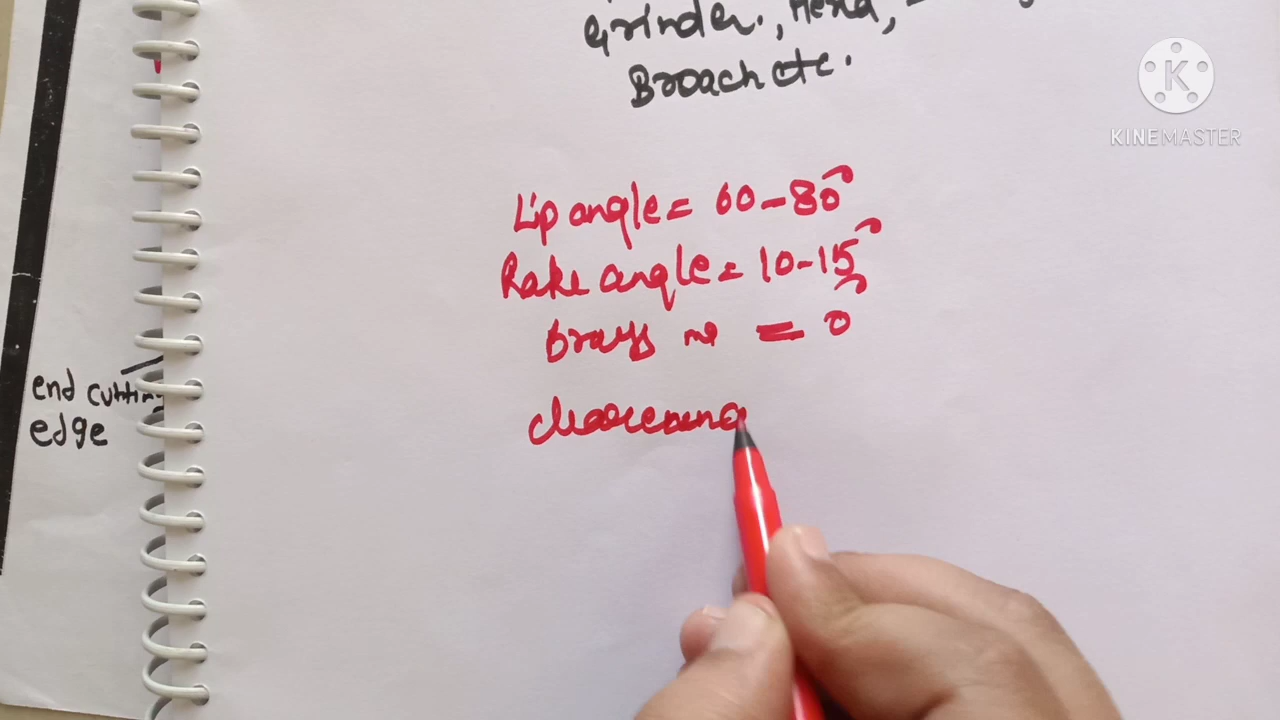 Grinder.,
Broach etc.
KINEMASTER
Lip angle = 60-80°
Rake angle = 10-15°
= 0°
end cutting
edge